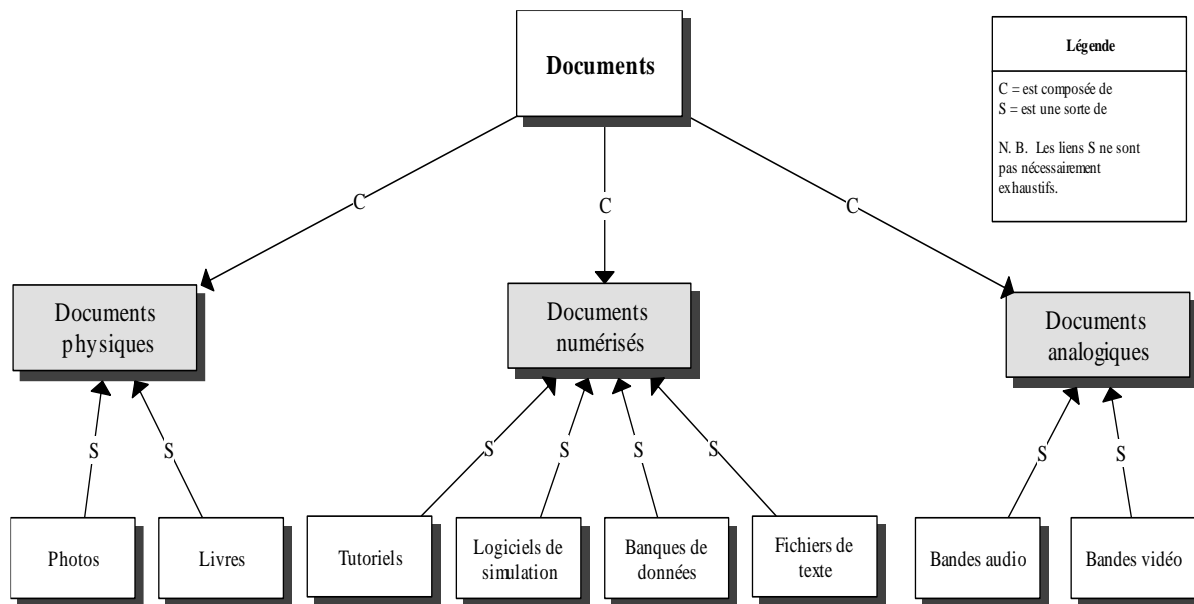 Documents
Légende
C = est composée de
S = est une sorte de
N. B. Les liens S ne sont
pas nécessairement
exhaustifs.
C
C
C
Documents
physiques
Documents
numérisés
Documents
analogiques
S
S
S
S
S
S
S
S
Photos
Livres
Tutoriels
Logiciels de
simulation
Banques de
données
Fichiers de
texte
Bandes audio
Bandes vidéo